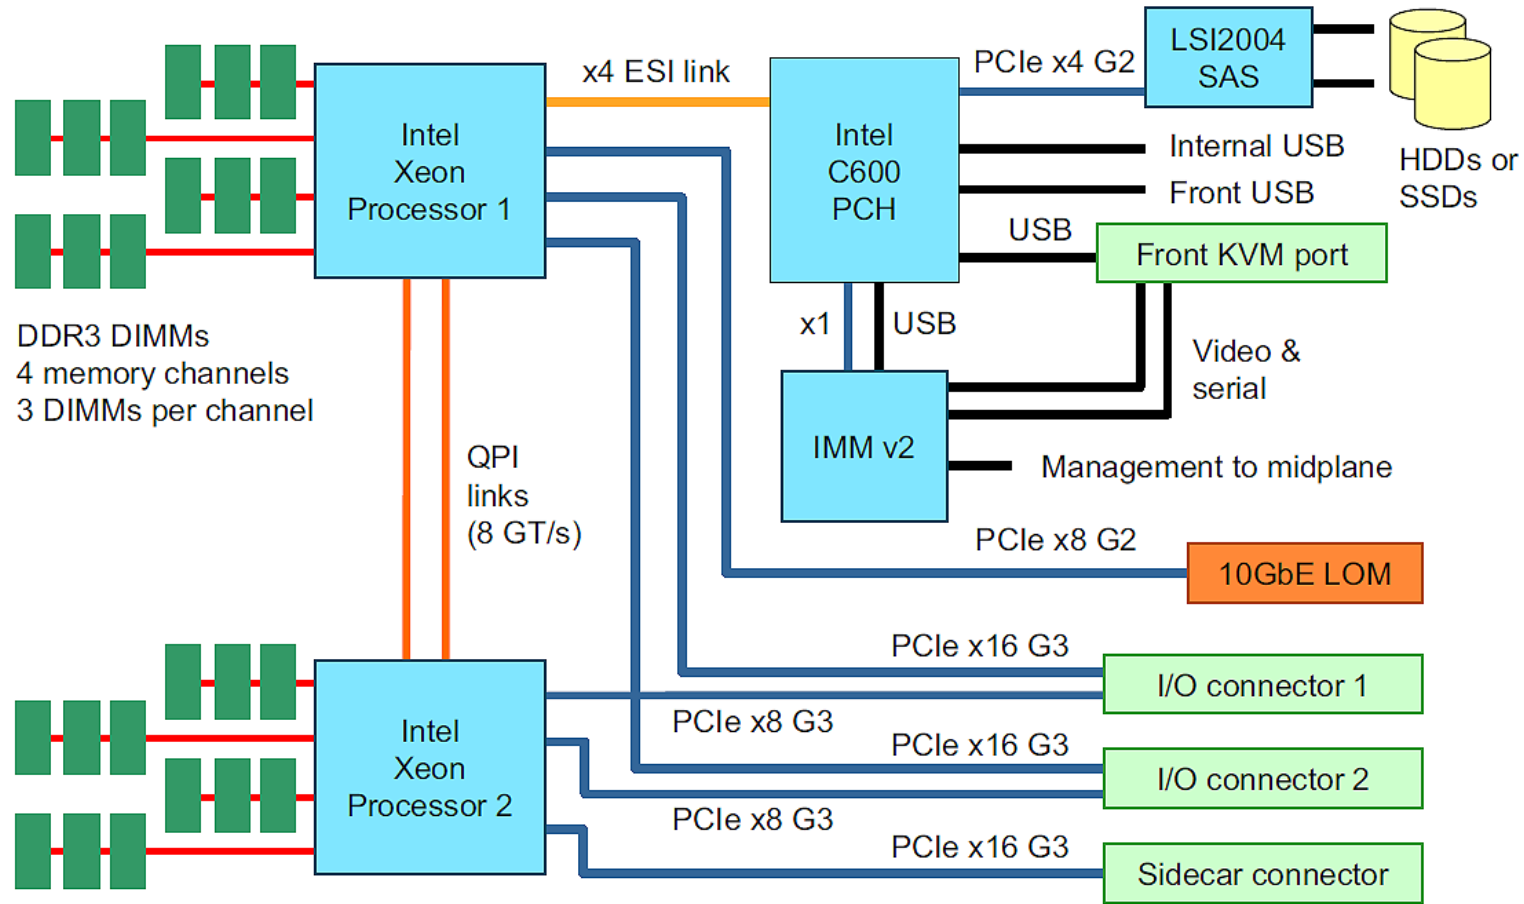 x4 ESI link
PCIe x4 G2
LSI2004
SAS
Intel
Xeon
Processor 1
Intel
C600
PCH
Internal USB
Front USB
HDDs or
SSDs
USB
Front KVM port
DDR3 DIMMs
4 memory channels
3 DIMMs per channel
x1
USB
Video &
serial
IMM v2
Management to midplane
QPI
links
(8 GT/s)
PCIe x8 G2
10GbE LOM
PCIe x16 G3
I/O connector 1
Intel
Xeon
Processor 2
PCIe x8 G3
PCIe x16 G3
I/O connector 2
PCIe x8 G3
PCIe x16 G3
Sidecar connector